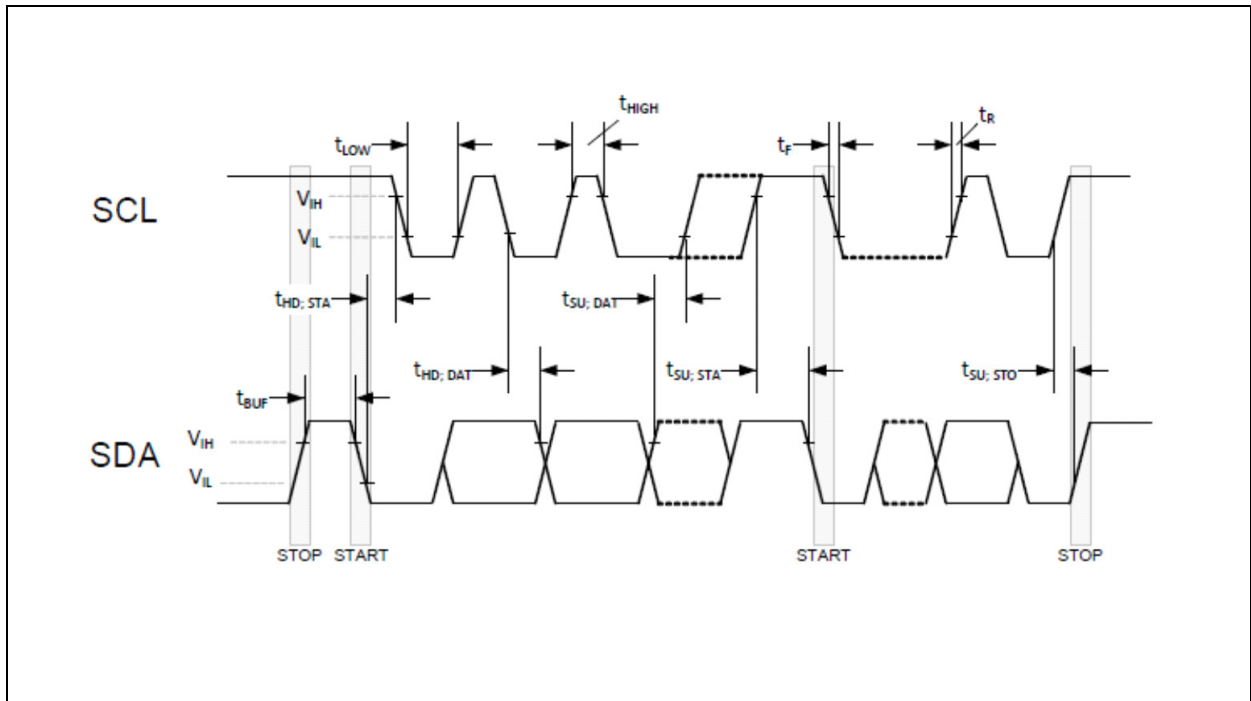 tHIGH
tR
tLOW
tF
SCL
VIH
VIL
tHD; STA
tSU; DAT
tHD; DAT
tSU; STA
tSU; STO
tBUF
VIH
SDA
VIL
STOP START START STOP